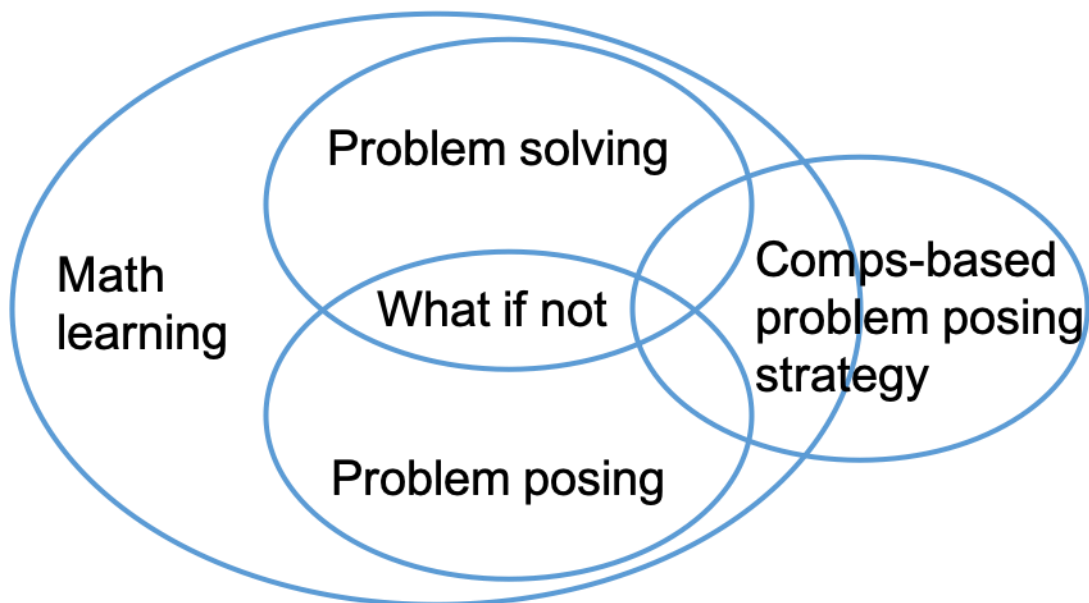 Problem solving
Math
learning
What if not
Comps-based
problem posing
strategy
Problem posing